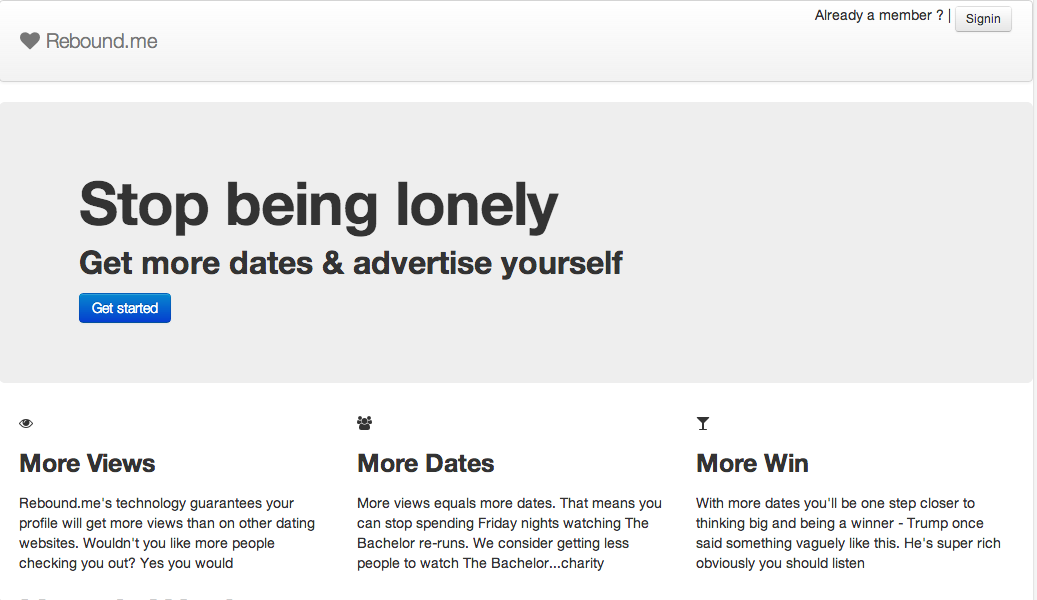 Already a member ? | Signin
Rebound.me
Stop being lonely
Get more dates & advertise yourself
Get started
More Views
Rebound.me's technology guarantees your
profile will get more views than on other dating
websites. Wouldn't you like more people
checking you out? Yes you would
More Dates
More views equals more dates. That means you
can stop spending Friday nights watching The
Bachelor re-runs. We consider getting less
people to watch The Bachelor...charity
More Win
With more dates you'll be one step closer to
thinking big and being a winner - Trump once
said something vaguely like this. He's super rich
obviously you should listen